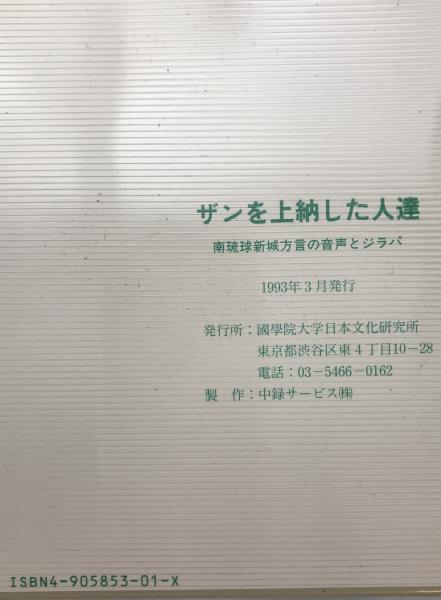 ザンを上納した人達
南琉球新城方言の音声とジラバ
1993年3月発行
発行所：國學院大学日本文化研究所
東京都渋谷区東4丁目10−28
電話：03−5466−0162
製　作：中録サービス㈱
ISBN4-905853-01-X